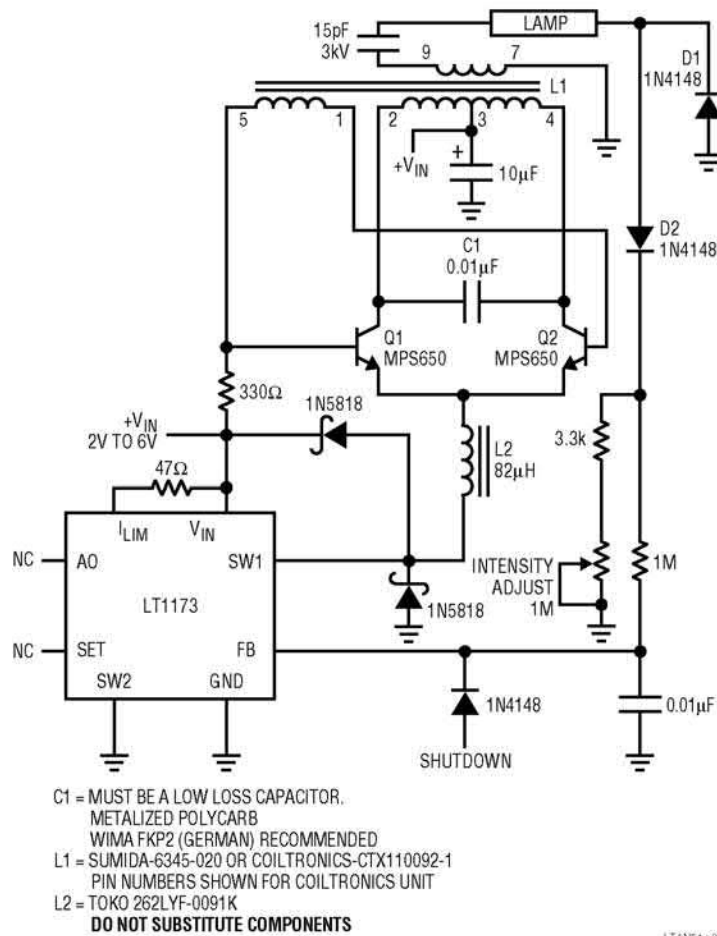 15pF
3kV
LAMP
9
7
D1
1N4148
L1
5
1
2
3
4
+VIN
+
10µF
D2
1N4148
C1
0.01µF
Q1
MPS650
Q2
MPS650
330Ω
1N5818
+VIN
2V TO 6V
3.3k
L2
82µH
47Ω
ILIM
VIN
NC
AO
SW1
INTENSITY
ADJUST
1M
1M
LT1173
1N5818
NC
SET
FB
SW2
GND
1N4148
0.01µF
SHUTDOWN
C1 = MUST BE A LOW LOSS CAPACITOR.
METALIZED POLYCARB
WIMA FKP2 (GERMAN) RECOMMENDED
L1 = SUMIDA-6345-020 OR COILTRONICS-CTX110092-1
PIN NUMBERS SHOWN FOR COILTRONICS UNIT
L2 = TOKO 262LYF-0091K
DO NOT SUBSTITUTE COMPONENTS